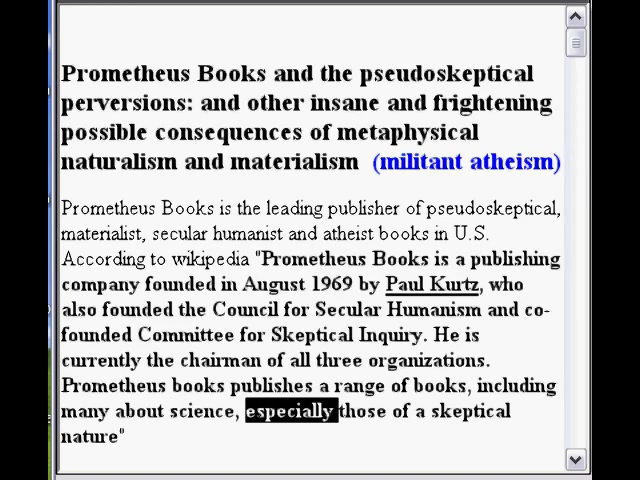 Prometheus Books and the pseudoskeptical
perversions: and other insane and frightening
possible consequences of metaphysical
naturalism and materialism (militant atheism)
Prometheus Books is the leading publisher of pseudoskeptical,
materialist, secular humanist and atheist books in U.S.
According to wikipedia "Prometheus Books is a publishing
company founded in August 1969 by Paul Kurtz, who
also founded the Council for Secular Humanism and co-
founded Committee for Skeptical Inquiry. He is
currently the chairman of all three organizations.
Prometheus books publishes a range of books, including
many about science, especially those of a skeptical
nature"